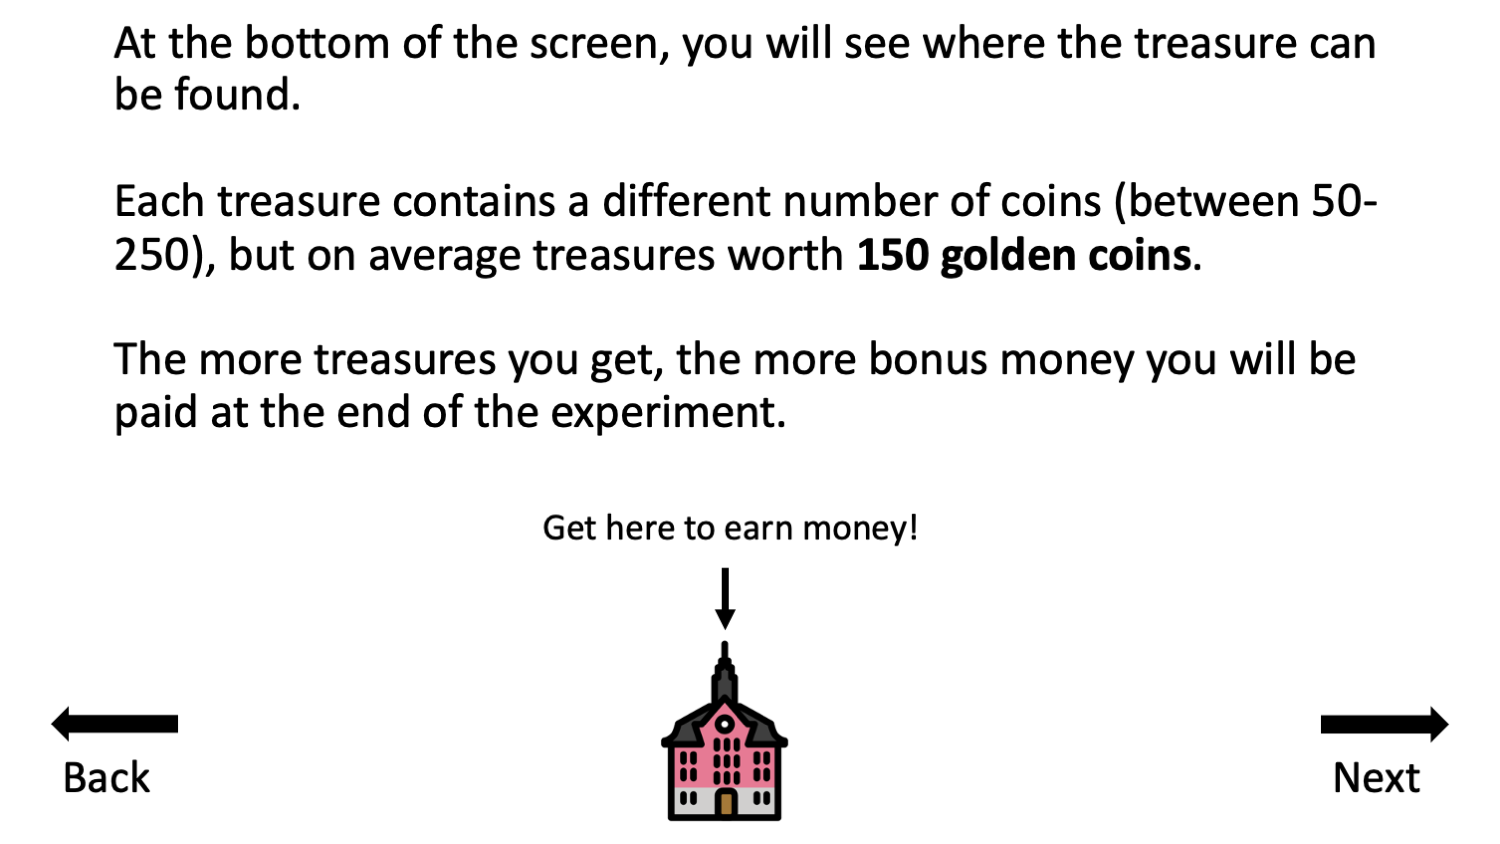 At the bottom of the screen, you will see where the treasure can
be found.
Each treasure contains a different number of coins (between 50-
250), but on average treasures worth 150 golden coins.
The more treasures you get, the more bonus money you will be
paid at the end of the experiment.
Get here to earn money!
Back
Next